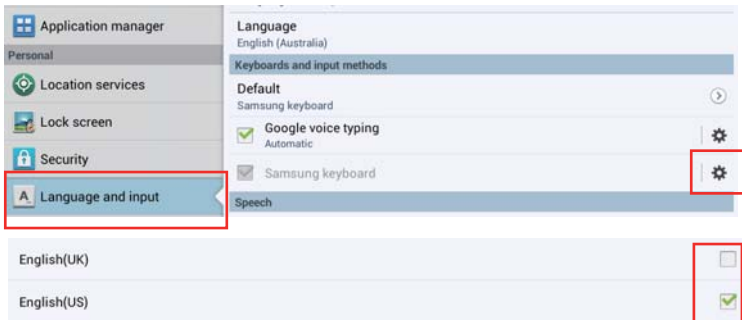 Application manager
Personal
Location services
Lock screen
Security
A Language and input
Language
English (Australia)
Keyboards and input methods
Default
Samsung keyboard
Google voice typing
Automatic
Samsung keyboard
Speech
English(UK)
English(US)